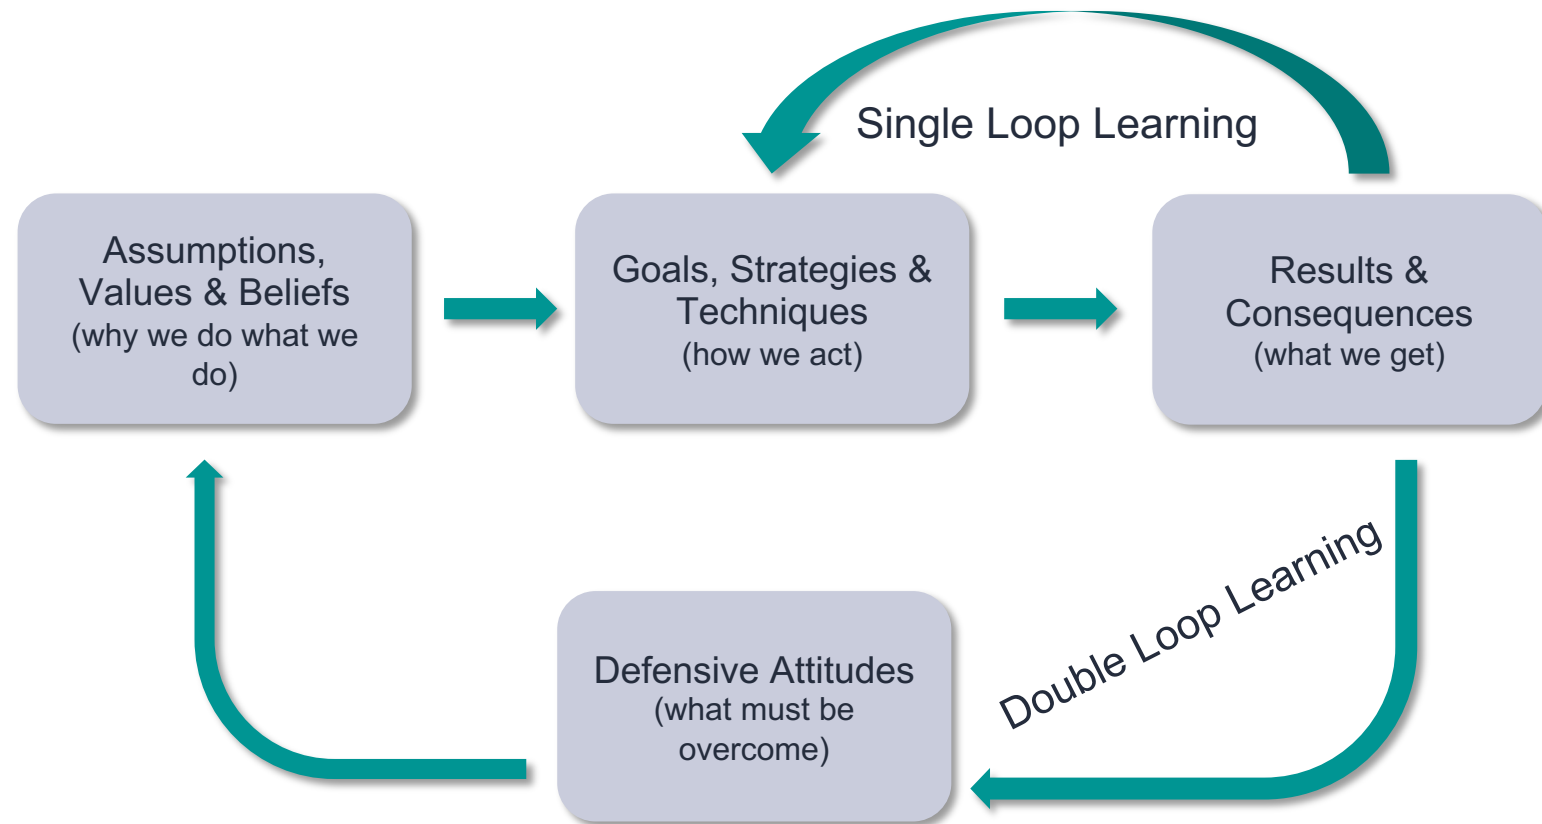 Single Loop Learning
Assumptions,
Values & Beliefs
(why we do what we
do)
Goals, Strategies &
Techniques
(how we act)
Results &
Consequences
(what we get)
Double Loop Learning
Defensive Attitudes
(what must be
overcome)